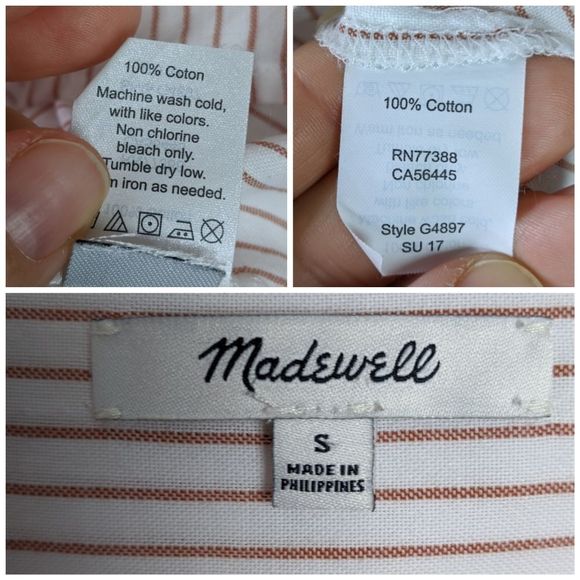 100% Coton
Machine wash cold,
with like colors.
Non chlorine
bleach only.
Tumble dry low.
iron as needed.
100% Cotton
RN77388
CA56445
Style G4897
SU 17
Madewell
S
MADE IN
PHILIPPINES